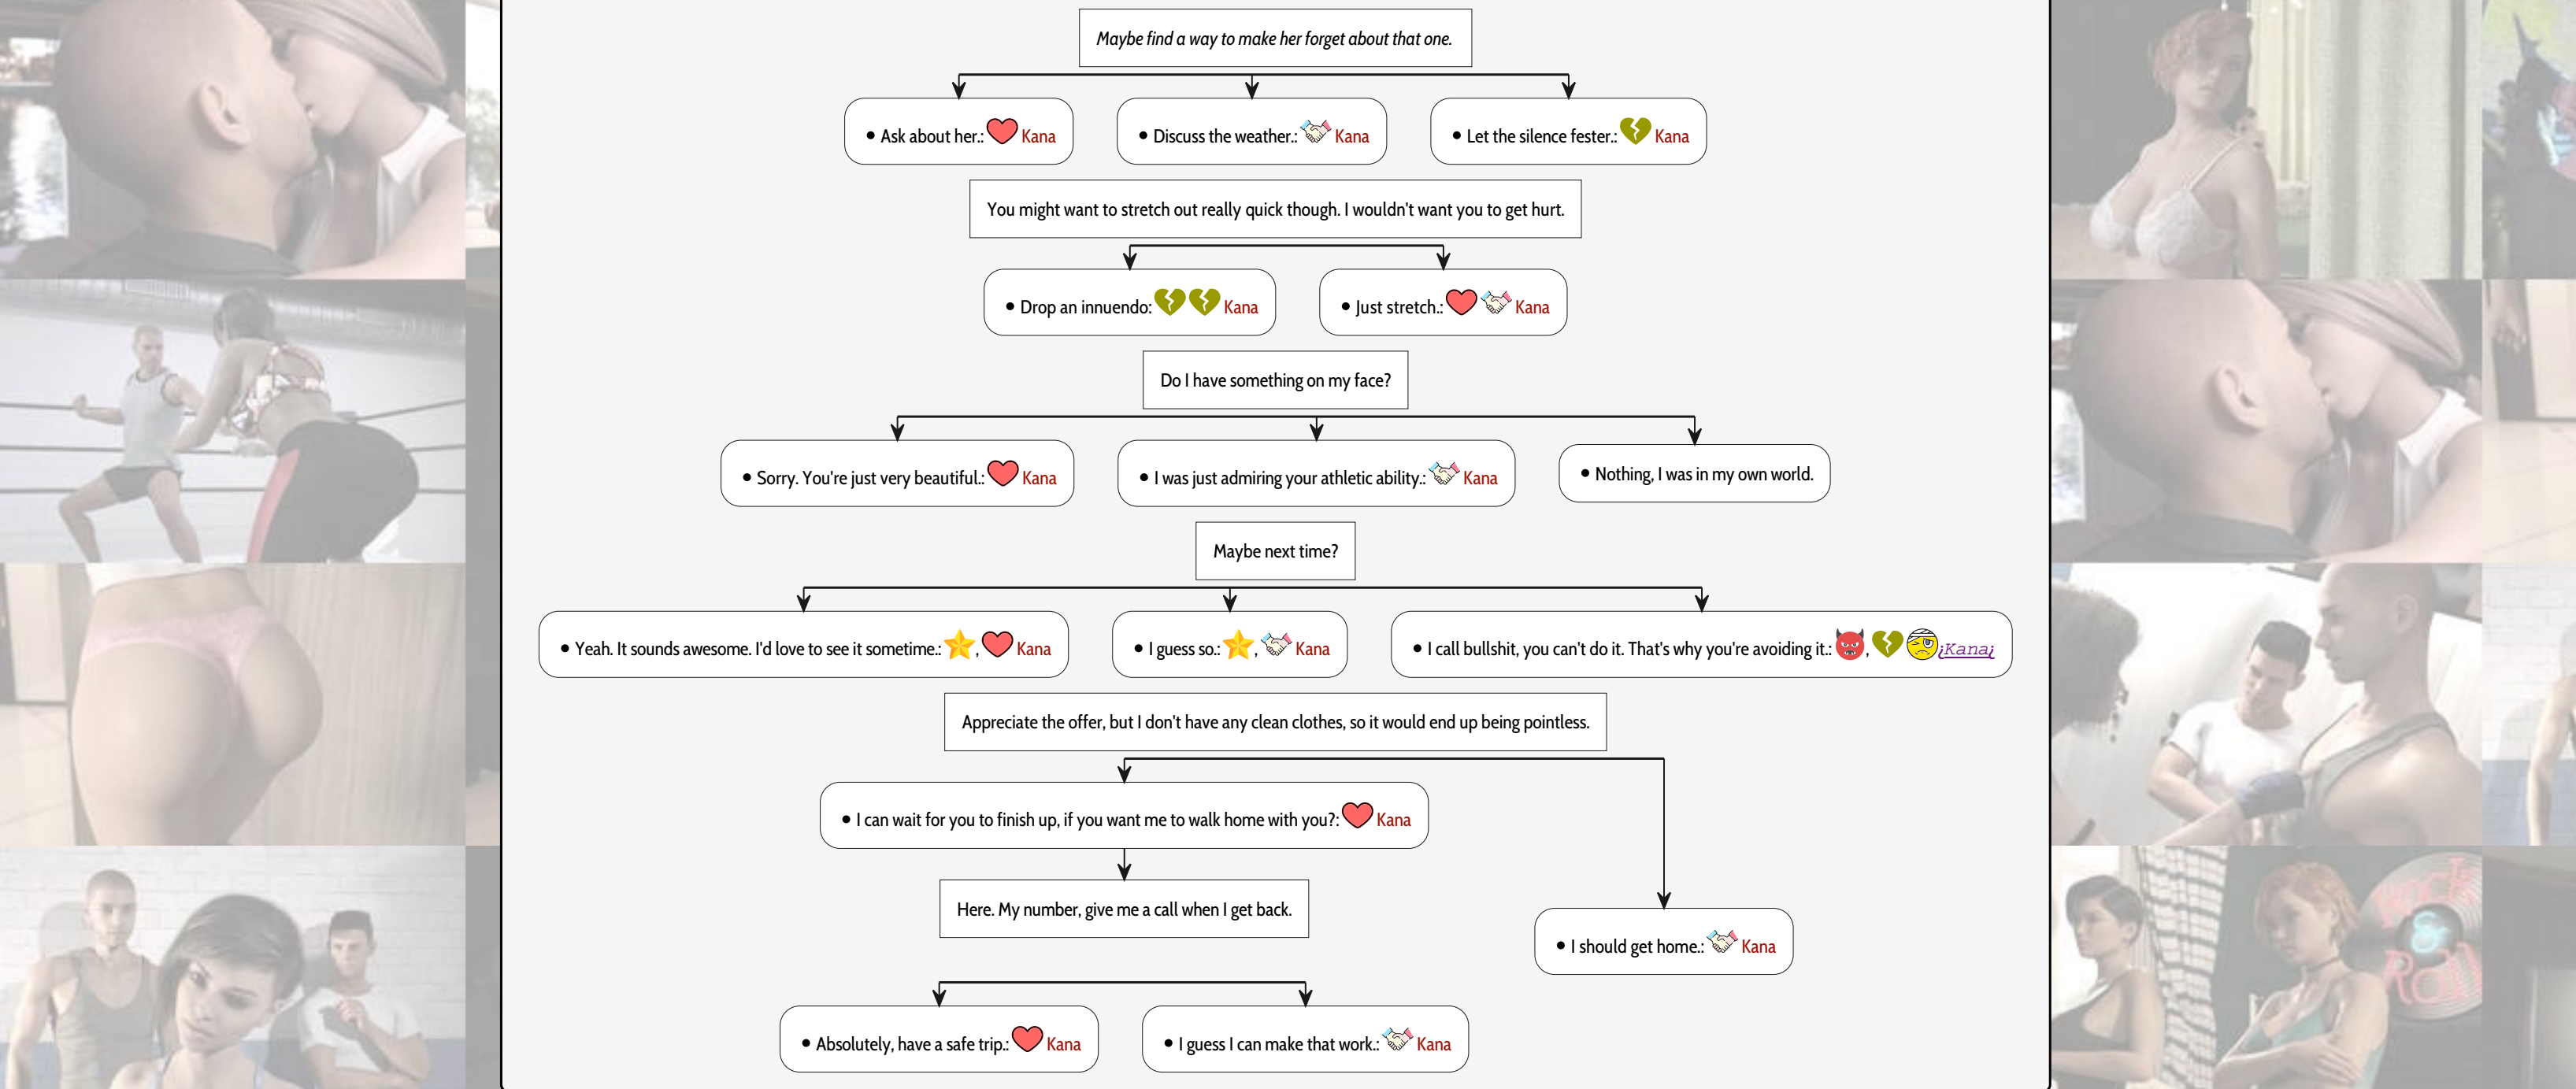 Maybe find a way to make her forget about that one.
• Ask about her.: Kana
• Discuss the weather.: Kana
• Let the silence fester.: Kana
You might want to stretch out really quick though. I wouldn't want you to get hurt.
• Drop an innuendo: Kana
• Just stretch.: Kana
Do I have something on my face?
• Sorry. You're just very beautiful.: Kana
• I was just admiring your athletic ability.: Kana
• Nothing, I was in my own world.
Maybe next time?
• Yeah. It sounds awesome. I'd love to see it sometime.: , Kana
• I guess so.: , Kana
• I call bullshit, you can't do it. That's why you're avoiding it.: , ¿Kana¿
Appreciate the offer, but I don't have any clean clothes, so it would end up being pointless.
• I can wait for you to finish up, if you want me to walk home with you?: Kana
Here. My number, give me a call when I get back.
• I should get home.: Kana
• Absolutely, have a safe trip.: Kana
• I guess I can make that work.: Kana
Rock
&
Roll